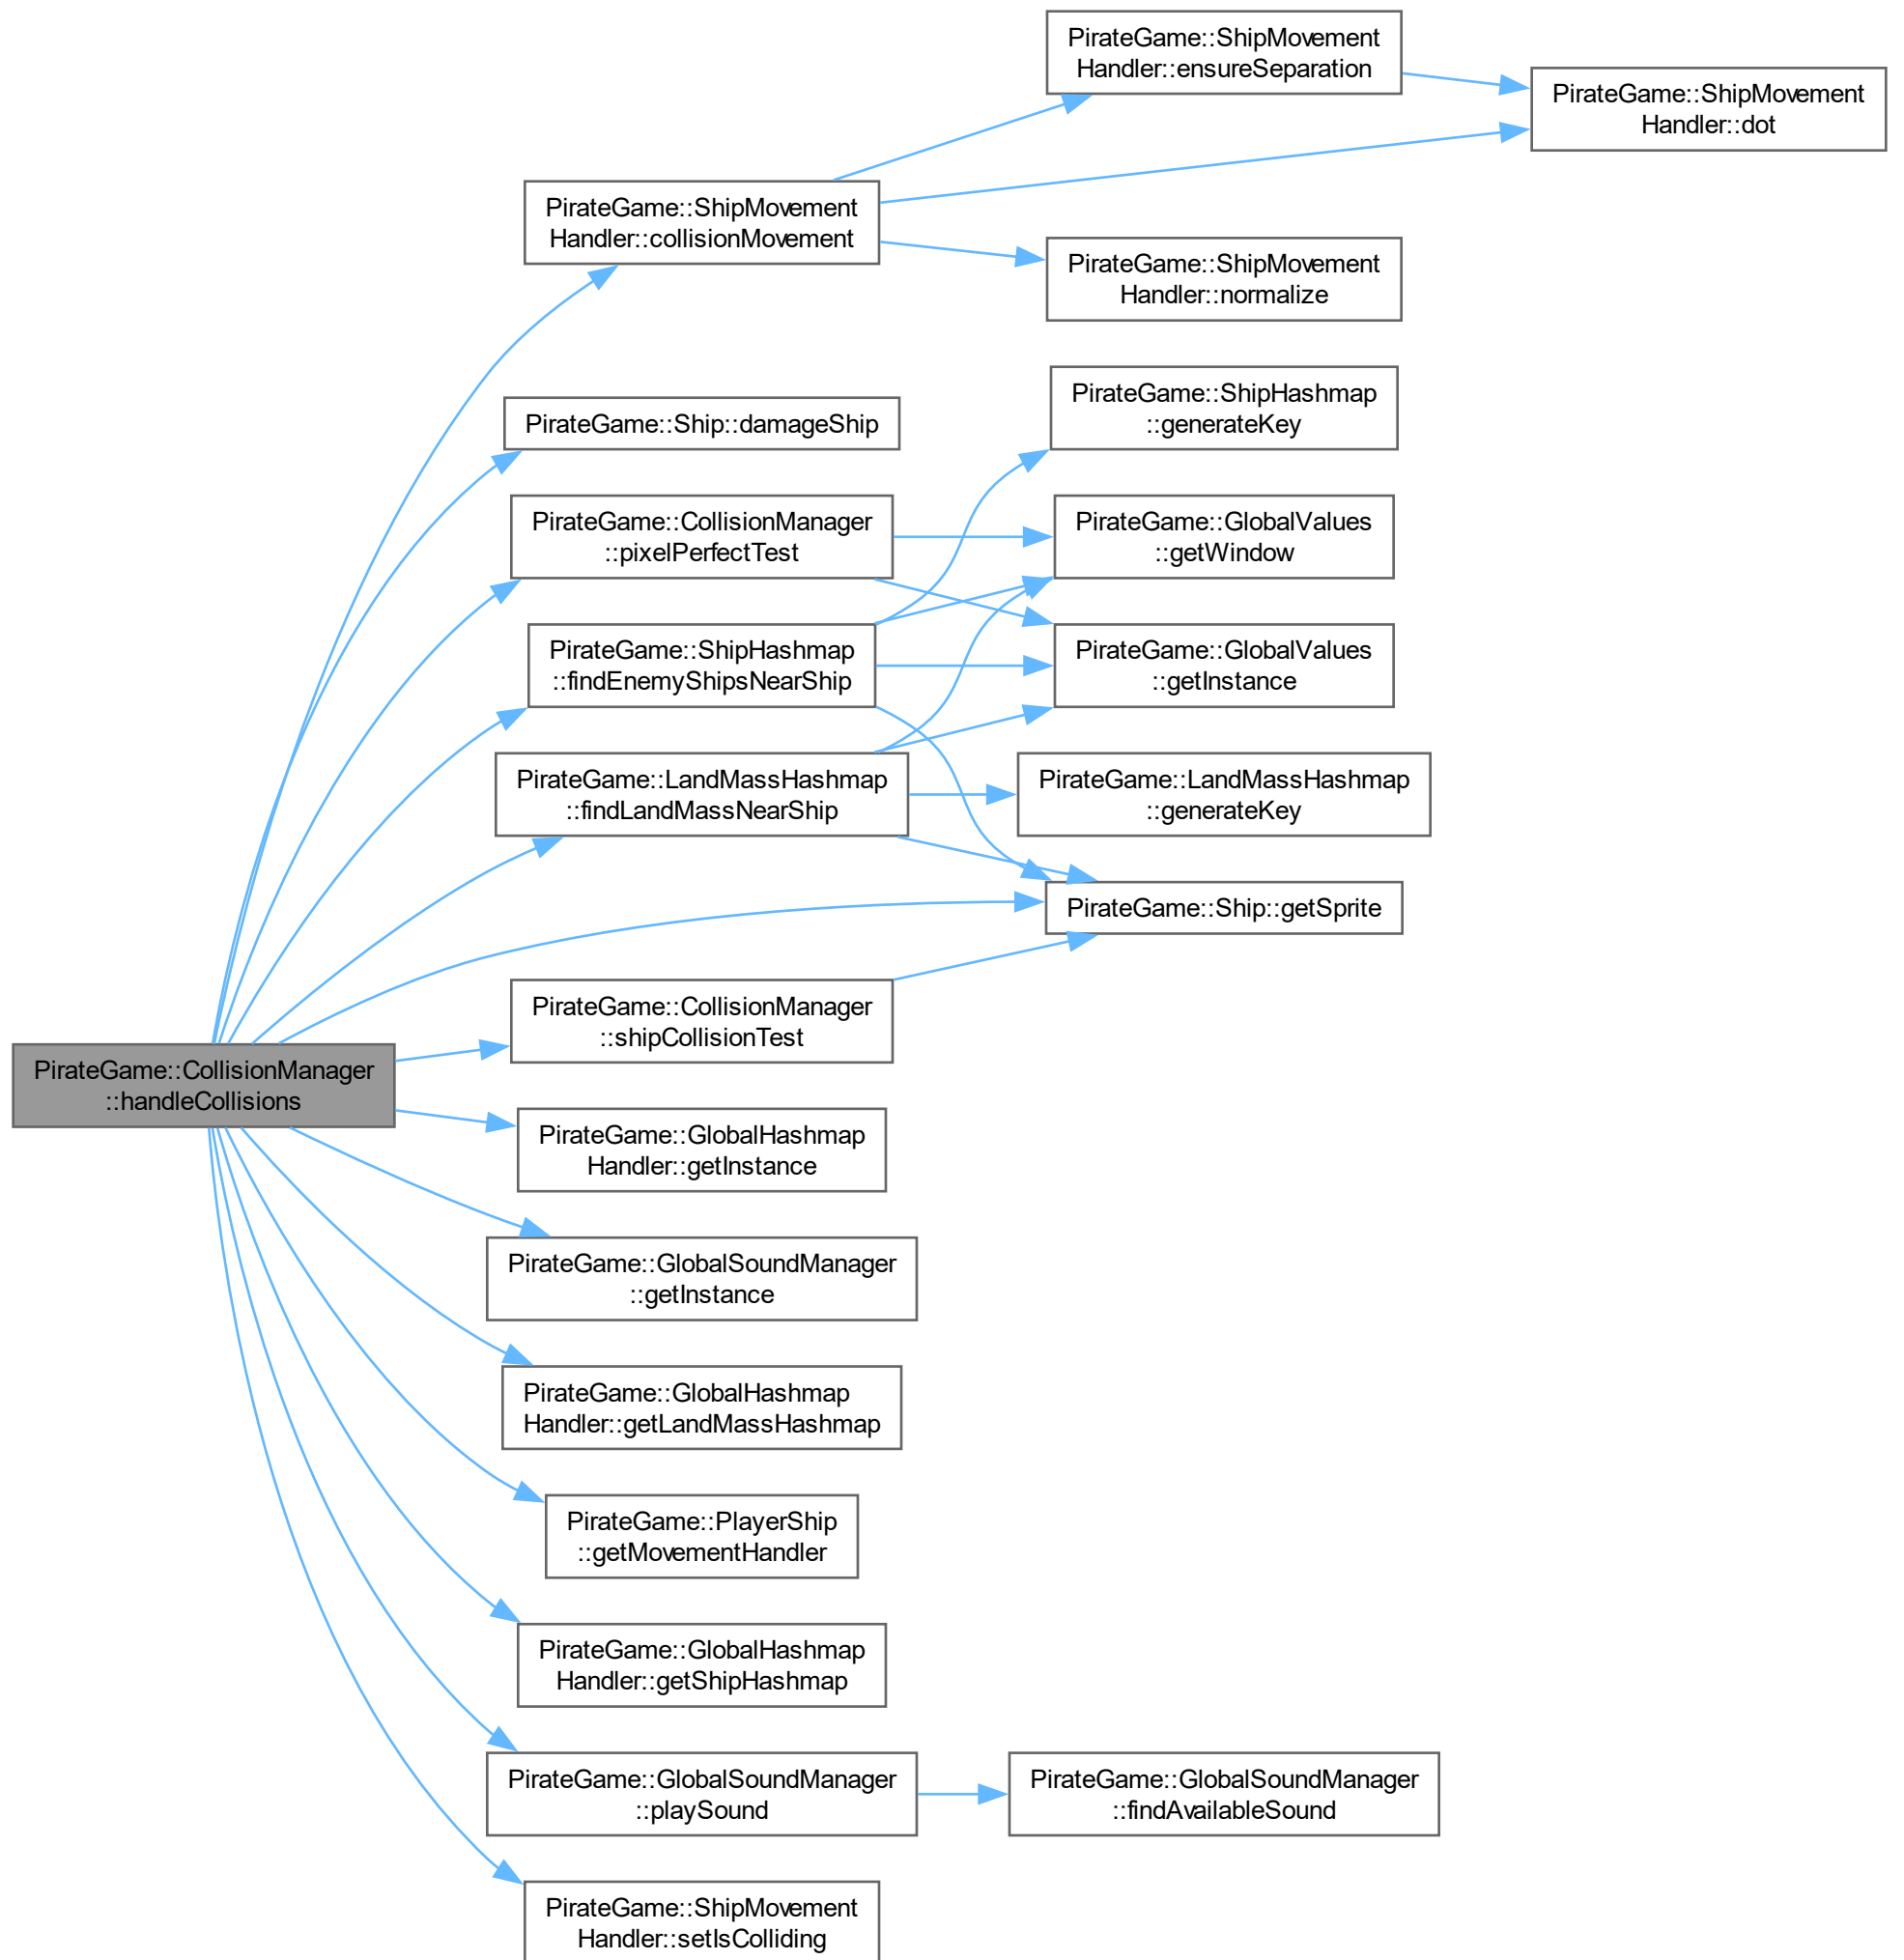 PirateGame::ShipMovement
Handler::ensureSeparation
PirateGame::ShipMovement
Handler::dot
PirateGame::ShipMovement
Handler::collisionMovement
PirateGame::ShipMovement
Handler::normalize
PirateGame::ShipHashmap
::generateKey
PirateGame::Ship::damageShip
PirateGame::CollisionManager
::pixelPerfectTest
PirateGame::GlobalValues
::getWindow
PirateGame::ShipHashmap
::findEnemyShipsNearShip
PirateGame::GlobalValues
::getInstance
PirateGame::LandMassHashmap
::findLandMassNearShip
PirateGame::LandMassHashmap
::generateKey
PirateGame::Ship::getSprite
PirateGame::CollisionManager
::shipCollisionTest
PirateGame::CollisionManager
::handleCollisions
PirateGame::GlobalHashmap
Handler::getInstance
PirateGame::GlobalSoundManager
::getInstance
PirateGame::GlobalHashmap
Handler::getLandMassHashmap
PirateGame::PlayerShip
::getMovementHandler
PirateGame::GlobalHashmap
Handler::getShipHashmap
PirateGame::GlobalSoundManager
::playSound
PirateGame::GlobalSoundManager
::findAvailableSound
PirateGame::ShipMovement
Handler::setIsColliding